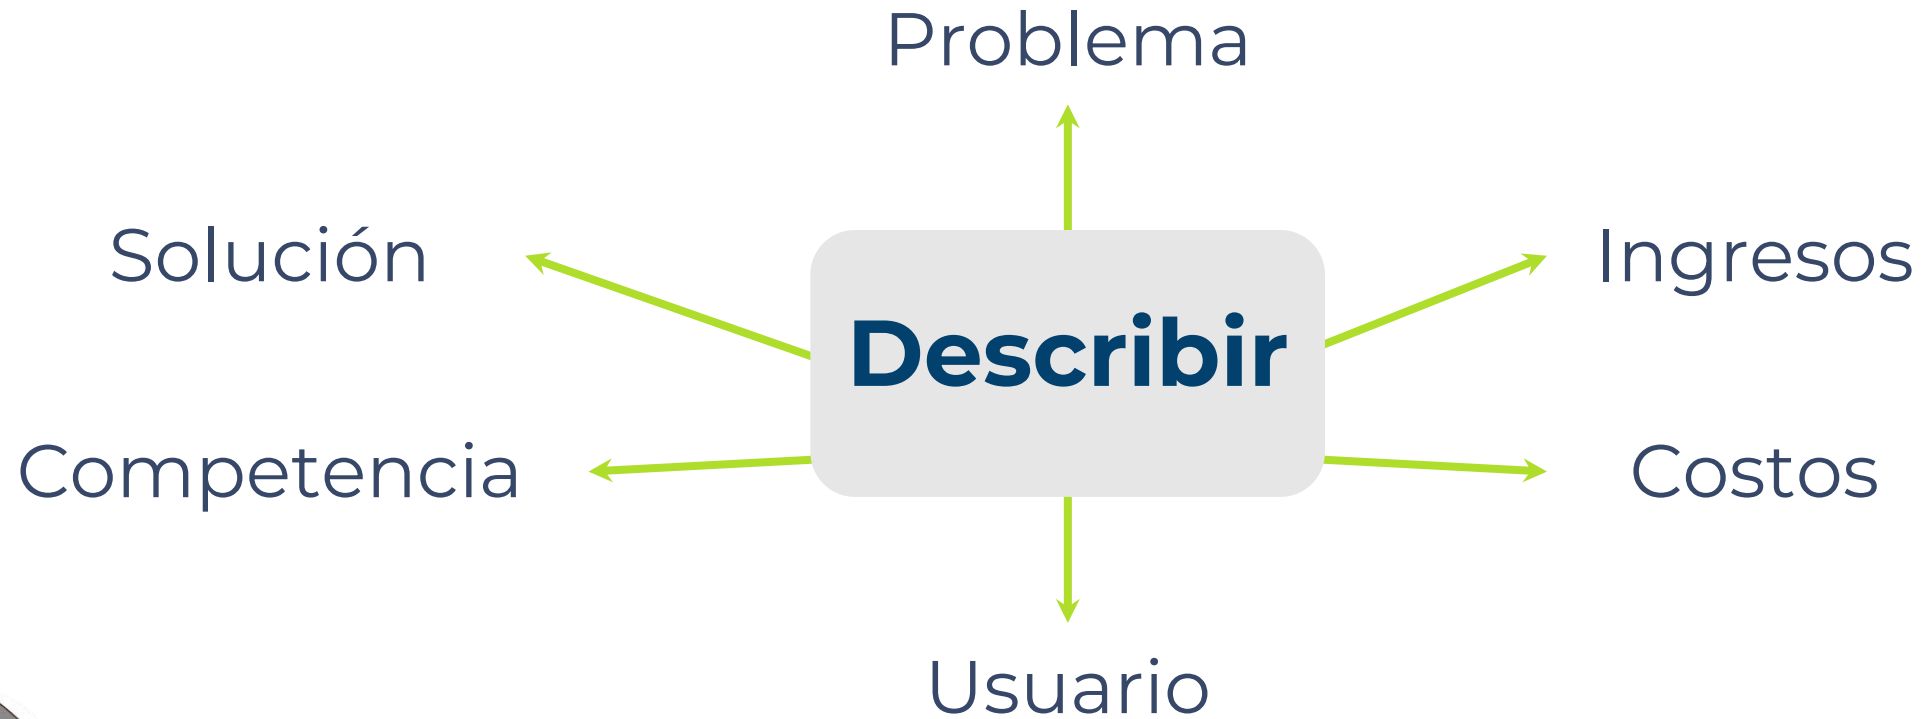 Problema
Solución
Ingresos
Describir
Competencia
Costos
Usuario